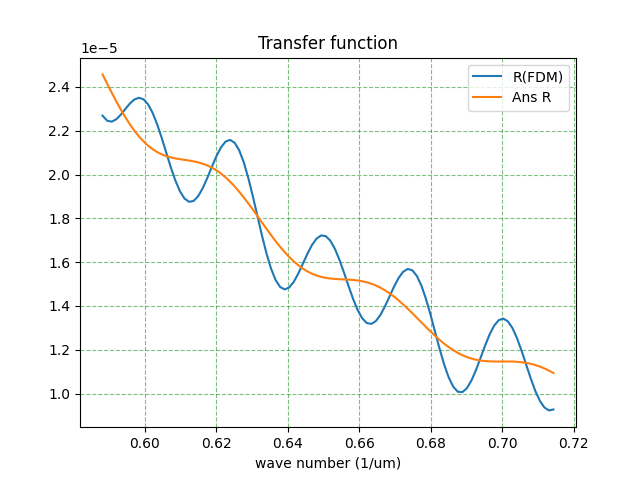 Transfer function
1e−5
R(FDM)
Ans R
2.4
2.2
2.0
1.8
1.6
1.4
1.2
1.0
0.60 0.62 0.64 0.66 0.68 0.70 0.72
wave number (1/um)